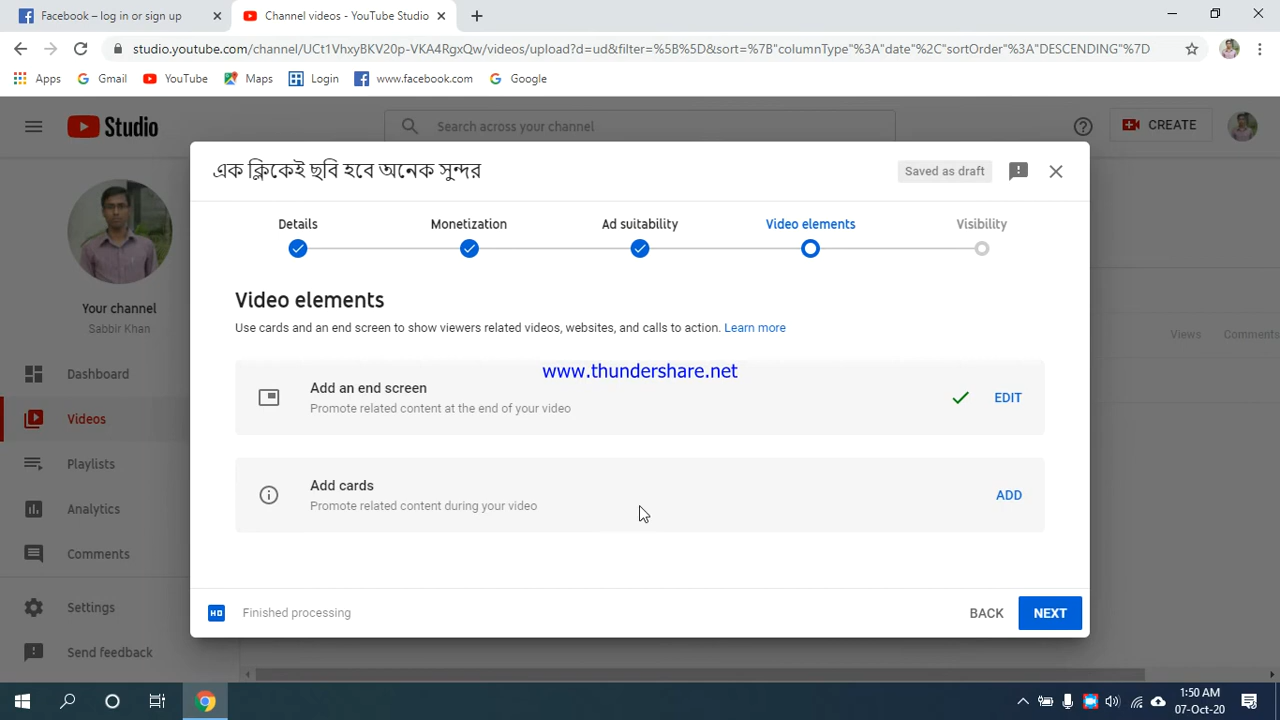 Facebook – log in or sign up
Channel videos - YouTube Studio
studio.youtube.com/channel/UCt1VhxyBKV20p-VKA4RgxQw/videos/upload?d=ud&filter=%5B%5D&sort=%7B"columnType"%3A"date"%2C"sortOrder"%3A"DESCENDING"%7D
Apps
Gmail
YouTube
Maps
Login
www.facebook.com
Google
Studio
Search across your channel
CREATE
এক ক্লিকেই ছবি হবে অনেক সুন্দর
Saved as draft
Details
Monetization
Ad suitability
Video elements
Visibility
Video elements
Use cards and an end screen to show viewers related videos, websites, and calls to action. Learn more
www.thundershare.net
Add an end screen
Promote related content at the end of your video
EDIT
Add cards
Promote related content during your video
ADD
HD
Finished processing
BACK
NEXT
Your channel
Sabbir Khan
Dashboard
Videos
Playlists
Analytics
Comments
Settings
Send feedback
Views
Comments
1:50 AM
07-Oct-20